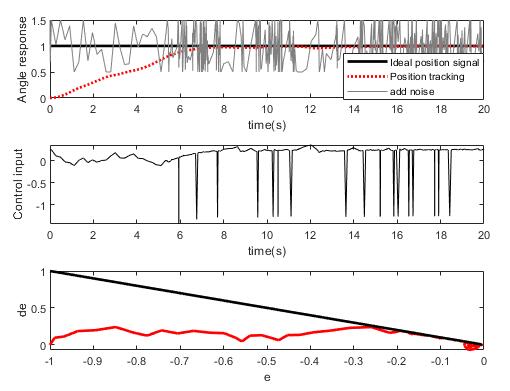 1.5
1
0.5
0
Angle response
Ideal position signal
Position tracking
add noise
0 2 4 6 8 10 12 14 16 18 20
time(s)
0
-0.5
-1
Control input
0 2 4 6 8 10 12 14 16 18 20
time(s)
1
0.5
0
de
-1 -0.9 -0.8 -0.7 -0.6 -0.5 -0.4 -0.3 -0.2 -0.1 0
e